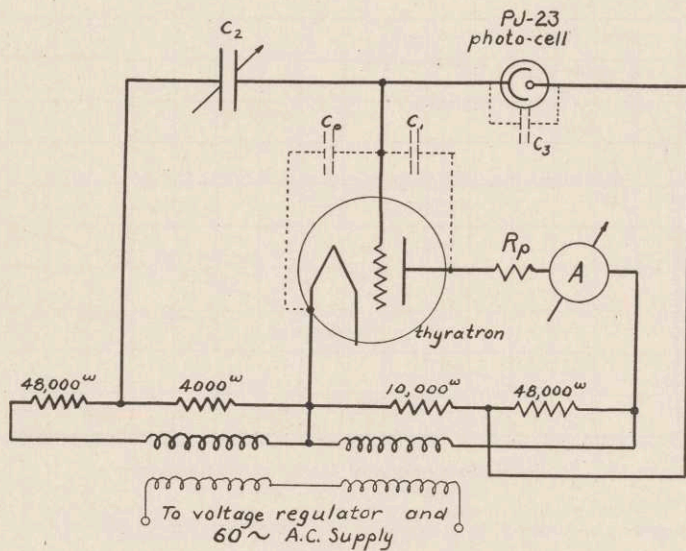 PJ-23
photo-cell
C₂
Cₚ
C₁
C₃
Rₚ
A
thyratron
48,000ω
4000ω
10,000ω
48,000ω
To voltage regulator and
60 ~ A.C. Supply